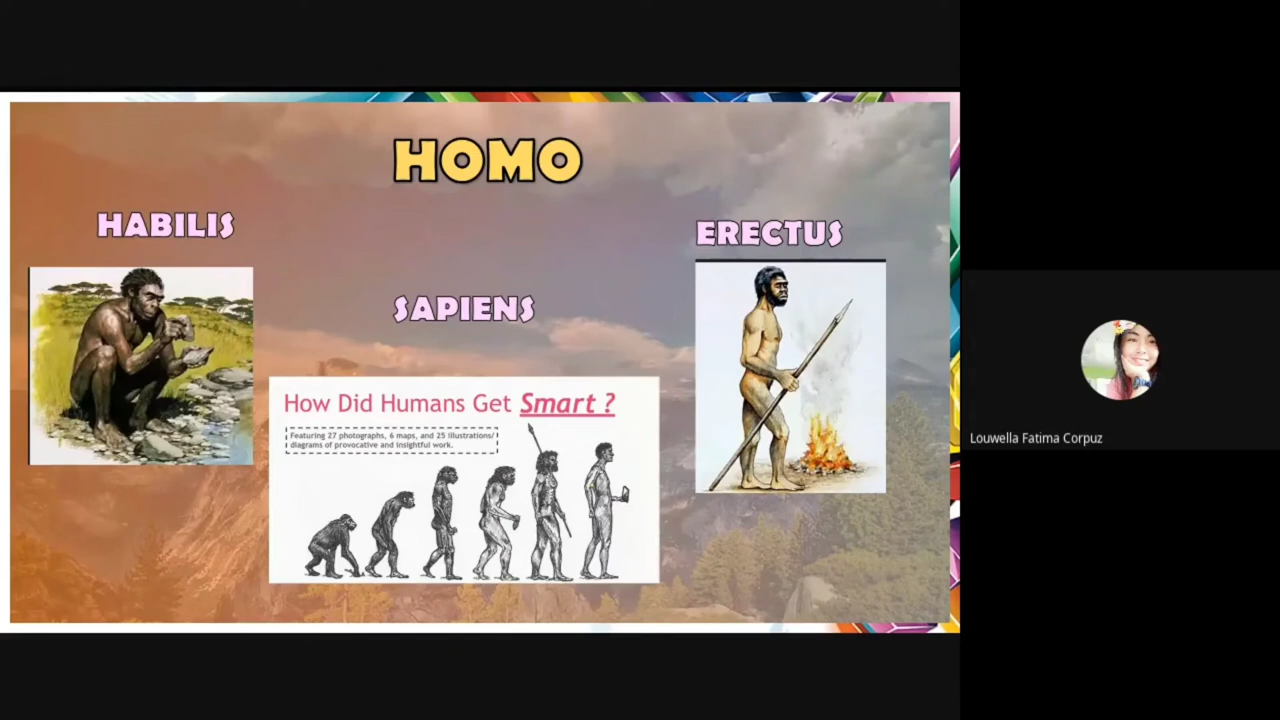 HOMO
HABILIS
ERECTUS
SAPIENS
How Did Humans Get Smart ?
Featuring 27 photographs, 6 maps, and 25 illustrations/
diagrams of provocative and insightful work.
Louwella Fatima Corpuz